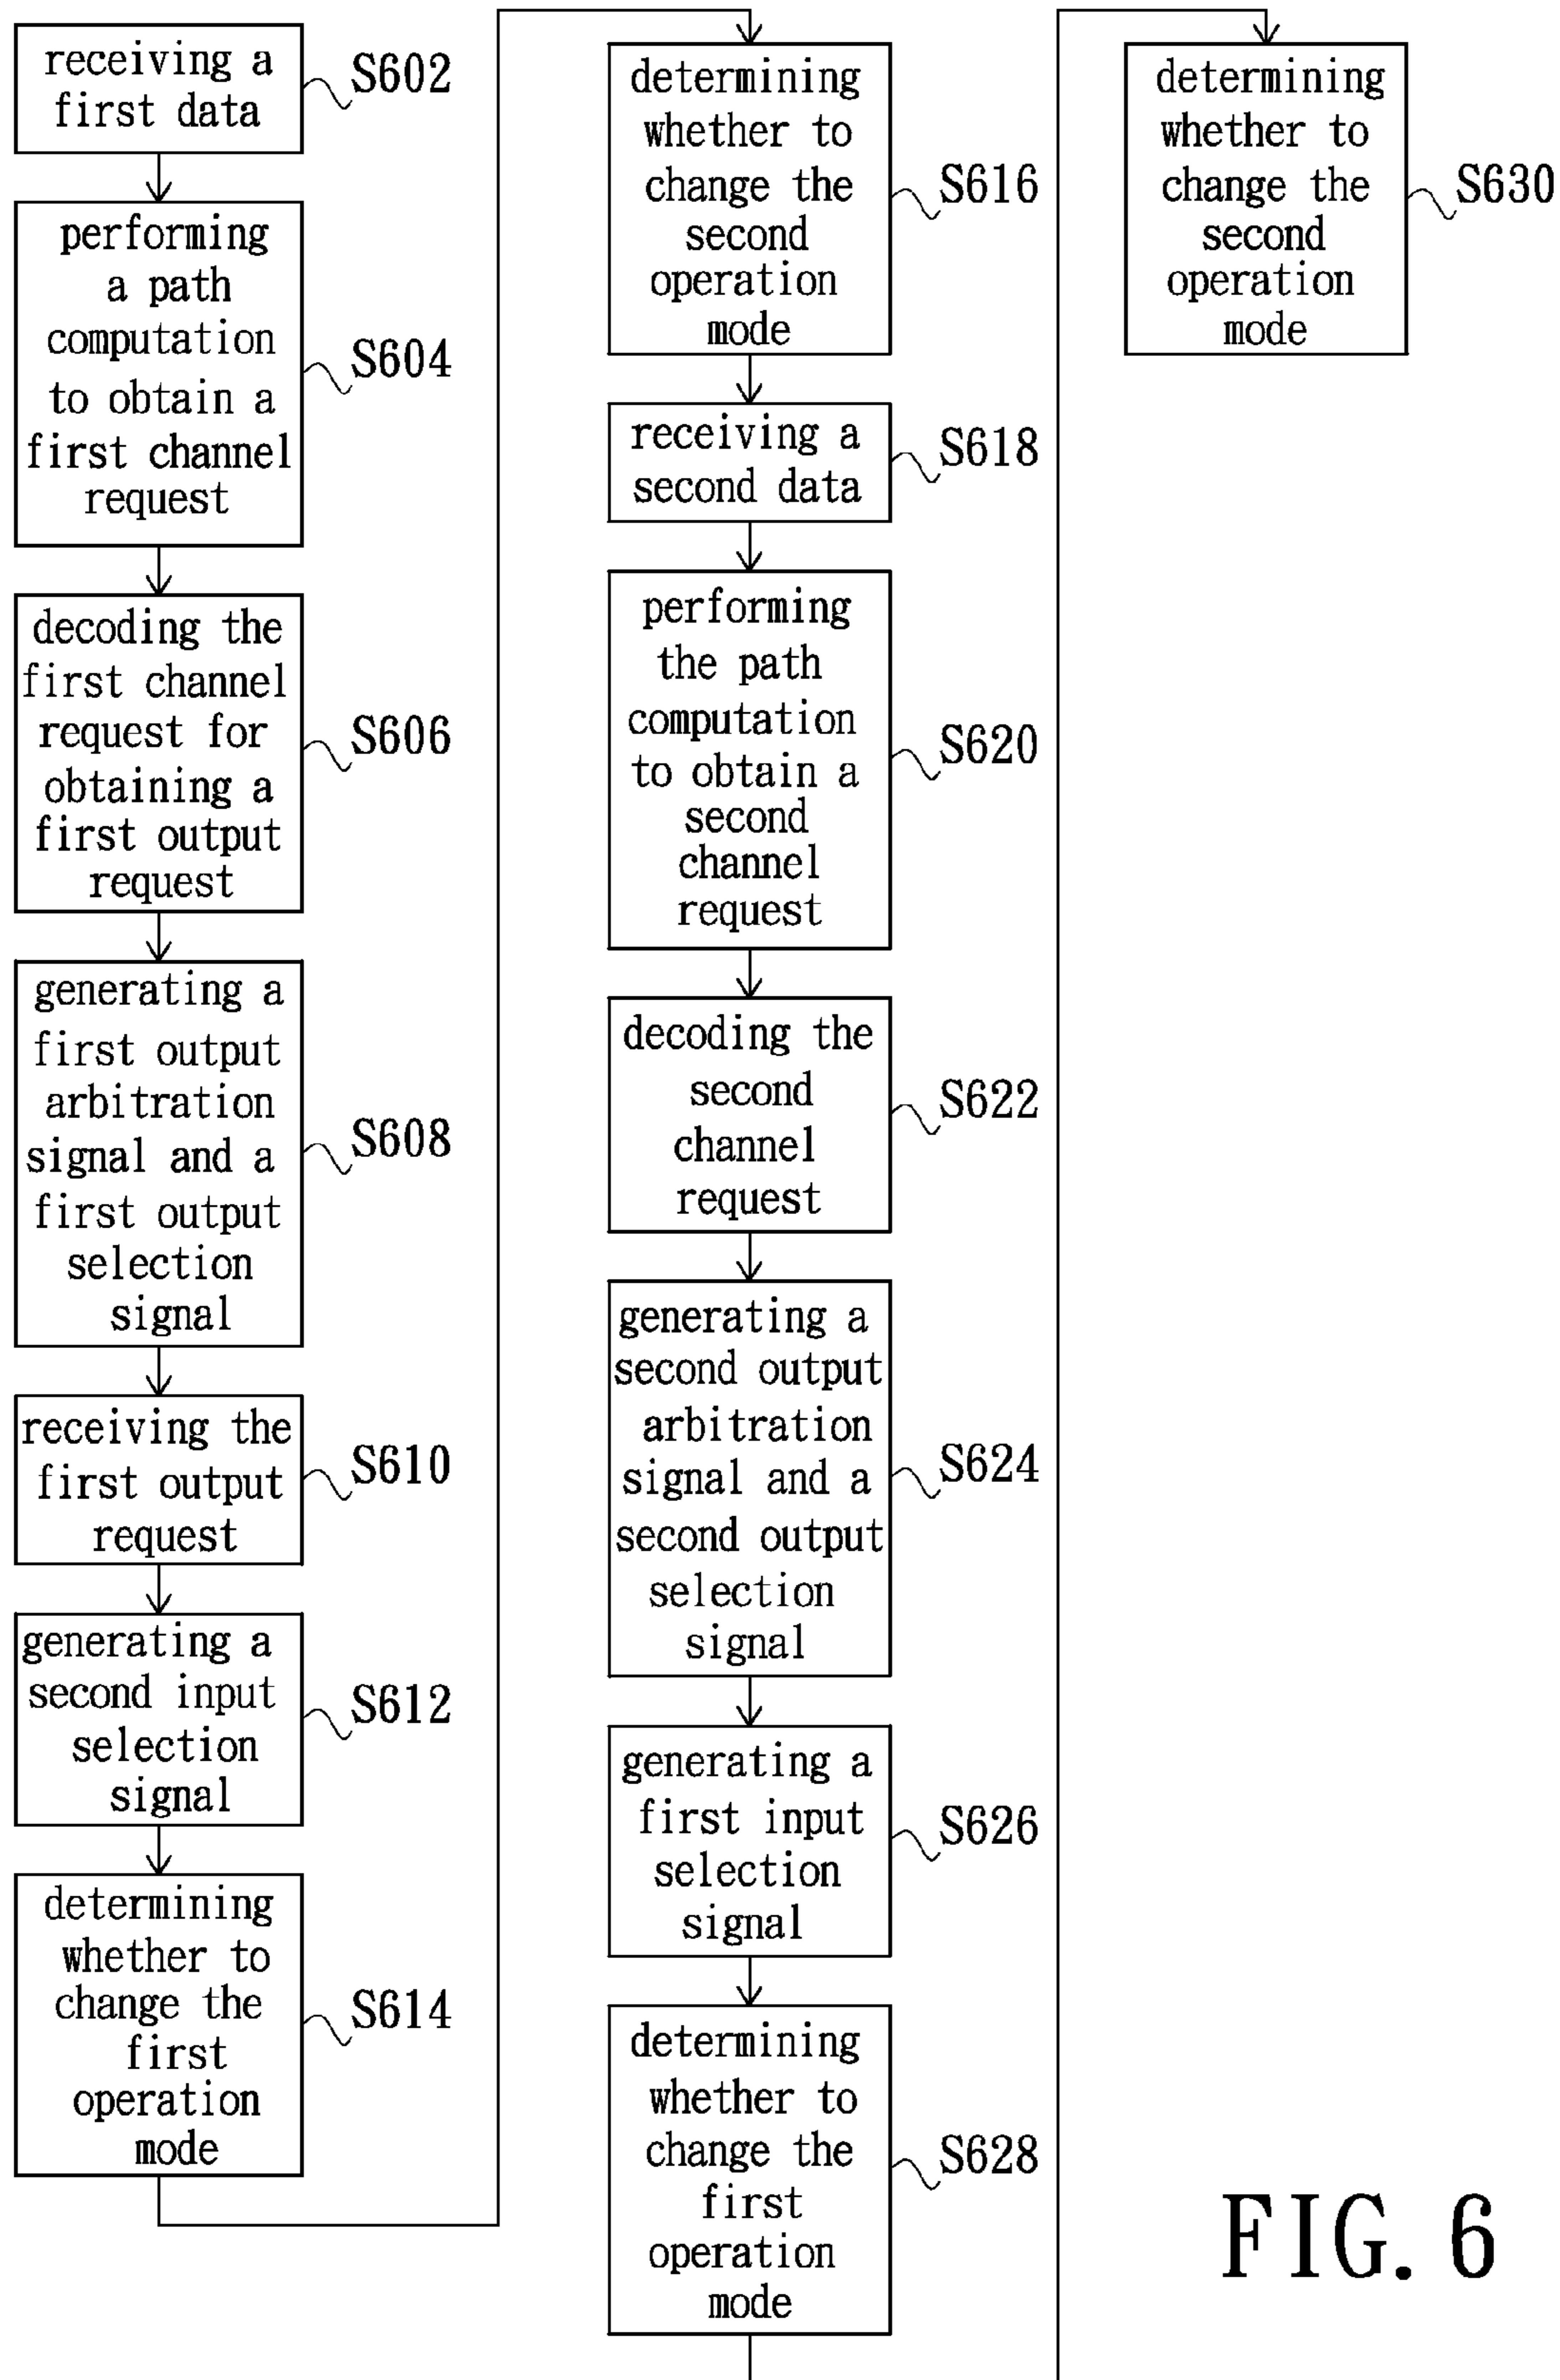 receiving a
first data
S602
performing
a path
computation
to obtain a
first channel
request
S604
decoding the
first channel
request for
obtaining a
first output
request
S606
generating a
first output
arbitration
signal and a
first output
selection
signal
S608
receiving the
first output
request
S610
generating a
second input
selection
signal
S612
determining
whether to
change the
first
operation
mode
S614
determining
whether to
change the
second
operation
mode
S616
receiving a
second data
S618
performing
the path
computation
to obtain a
second
channel
request
S620
decoding the
second
channel
request
S622
generating a
second output
arbitration
signal and a
second output
selection
signal
S624
generating a
first input
selection
signal
S626
determining
whether to
change the
first
operation
mode
S628
determining
whether to
change the
second
operation
mode
S630
FIG. 6